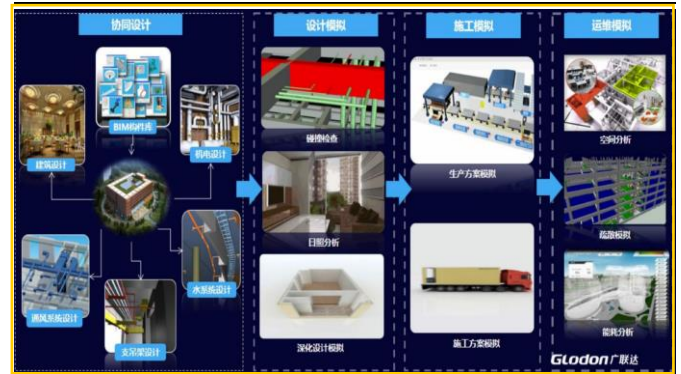 协同设计
BIM构件库
建筑设计
机电设计
通风系统设计
水系统设计
支吊架设计
设计模拟
碰撞检查
日照分析
深化设计模拟
施工模拟
生产方案模拟
施工方案模拟
运维模拟
空间分析
疏散模拟
能耗分析
GLODON广联达